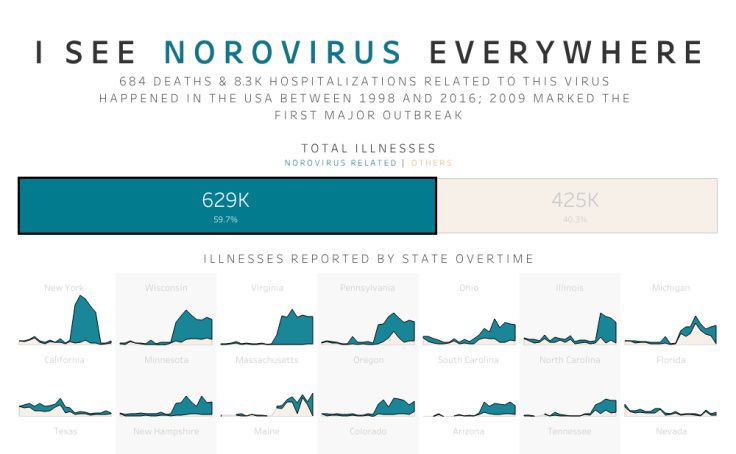 I SEE NOROVIRUS EVERYWHERE
684 DEATHS & 8.3K HOSPITALIZATIONS RELATED TO THIS VIRUS
HAPPENED IN THE USA BETWEEN 1998 AND 2016; 2009 MARKED THE
FIRST MAJOR OUTBREAK
TOTAL ILLNESSES
NOROVIRUS RELATED | OTHERS
629K 425K
59.7% 40.3%
ILLNESSES REPORTED BY STATE OVERTIME
New York Wisconsin Virginia Pennsylvania Ohio Illinois Michigan
California Minnesota Massachusetts Oregon South Carolina North Carolina Florida
Texas New Hampshire Maine Colorado Arizona Tennessee Nevada